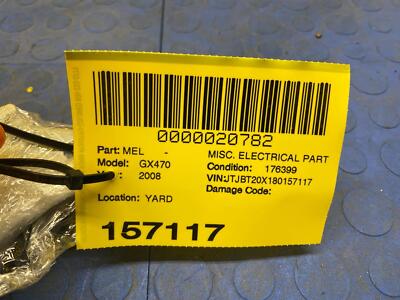 0000020782
Part: MEL - MISC. ELECTRICAL PART
Model: GX470 Condition: 176399
: 2008 VIN:JTJBT20X180157117
Damage Code:
Location: YARD
157117